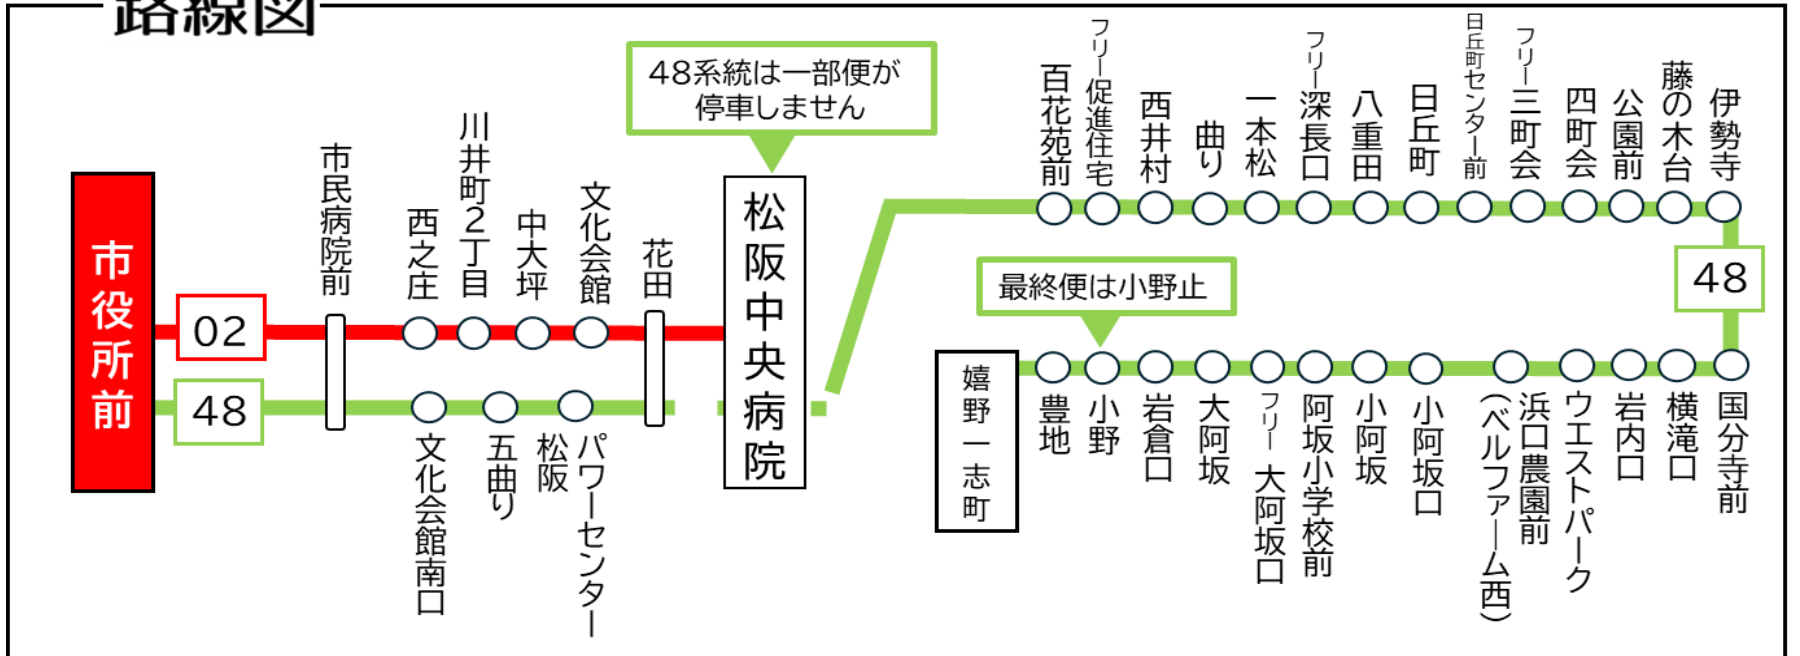 路線図
48系統は一部便が
停車しません
市役所前
02
48
市民病院前
西之庄
川井町2丁目
中大坪
文化会館
花田
文化会館南口
五曲り
松阪
パワーセンター
松阪中央病院
百花苑前
フリー促進住宅
西井村
曲り
一本松
フリー深長口
八重田
日丘町
日丘町センター前
フリー三町会
四町会
公園前
藤の木台
伊勢寺
48
最終便は小野止
国分寺前
横滝口
岩内口
ウエストパーク
浜口農園前
(ベルファーム西)
小阿坂口
小阿坂
阿坂小学校前
フリー 大阿坂口
大阿坂
岩倉口
小野
豊地
嬉野一志町